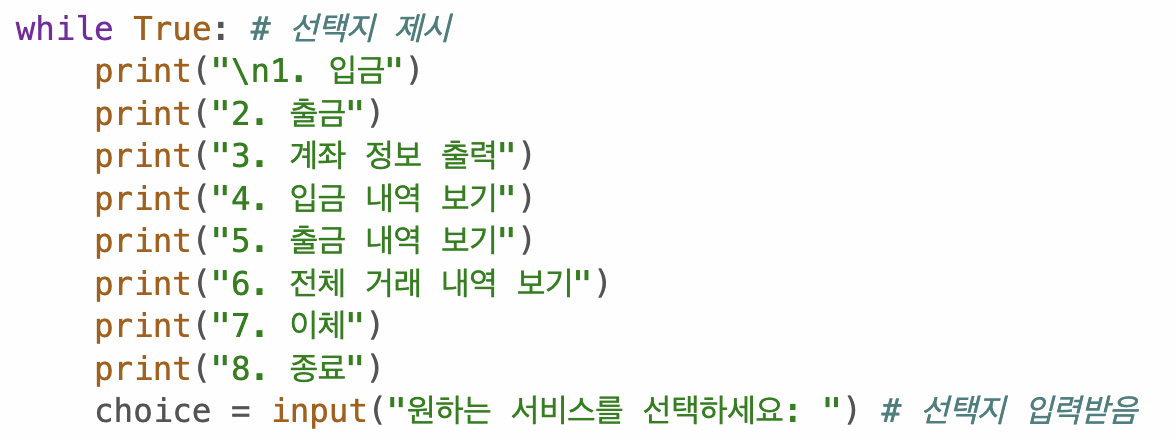 while True: # 선택지 제시
    print("\n1. 입금")
    print("2. 출금")
    print("3. 계좌 정보 출력")
    print("4. 입금 내역 보기")
    print("5. 출금 내역 보기")
    print("6. 전체 거래 내역 보기")
    print("7. 이체")
    print("8. 종료")
    choice = input("원하는 서비스를 선택하세요: ") # 선택지 입력받음